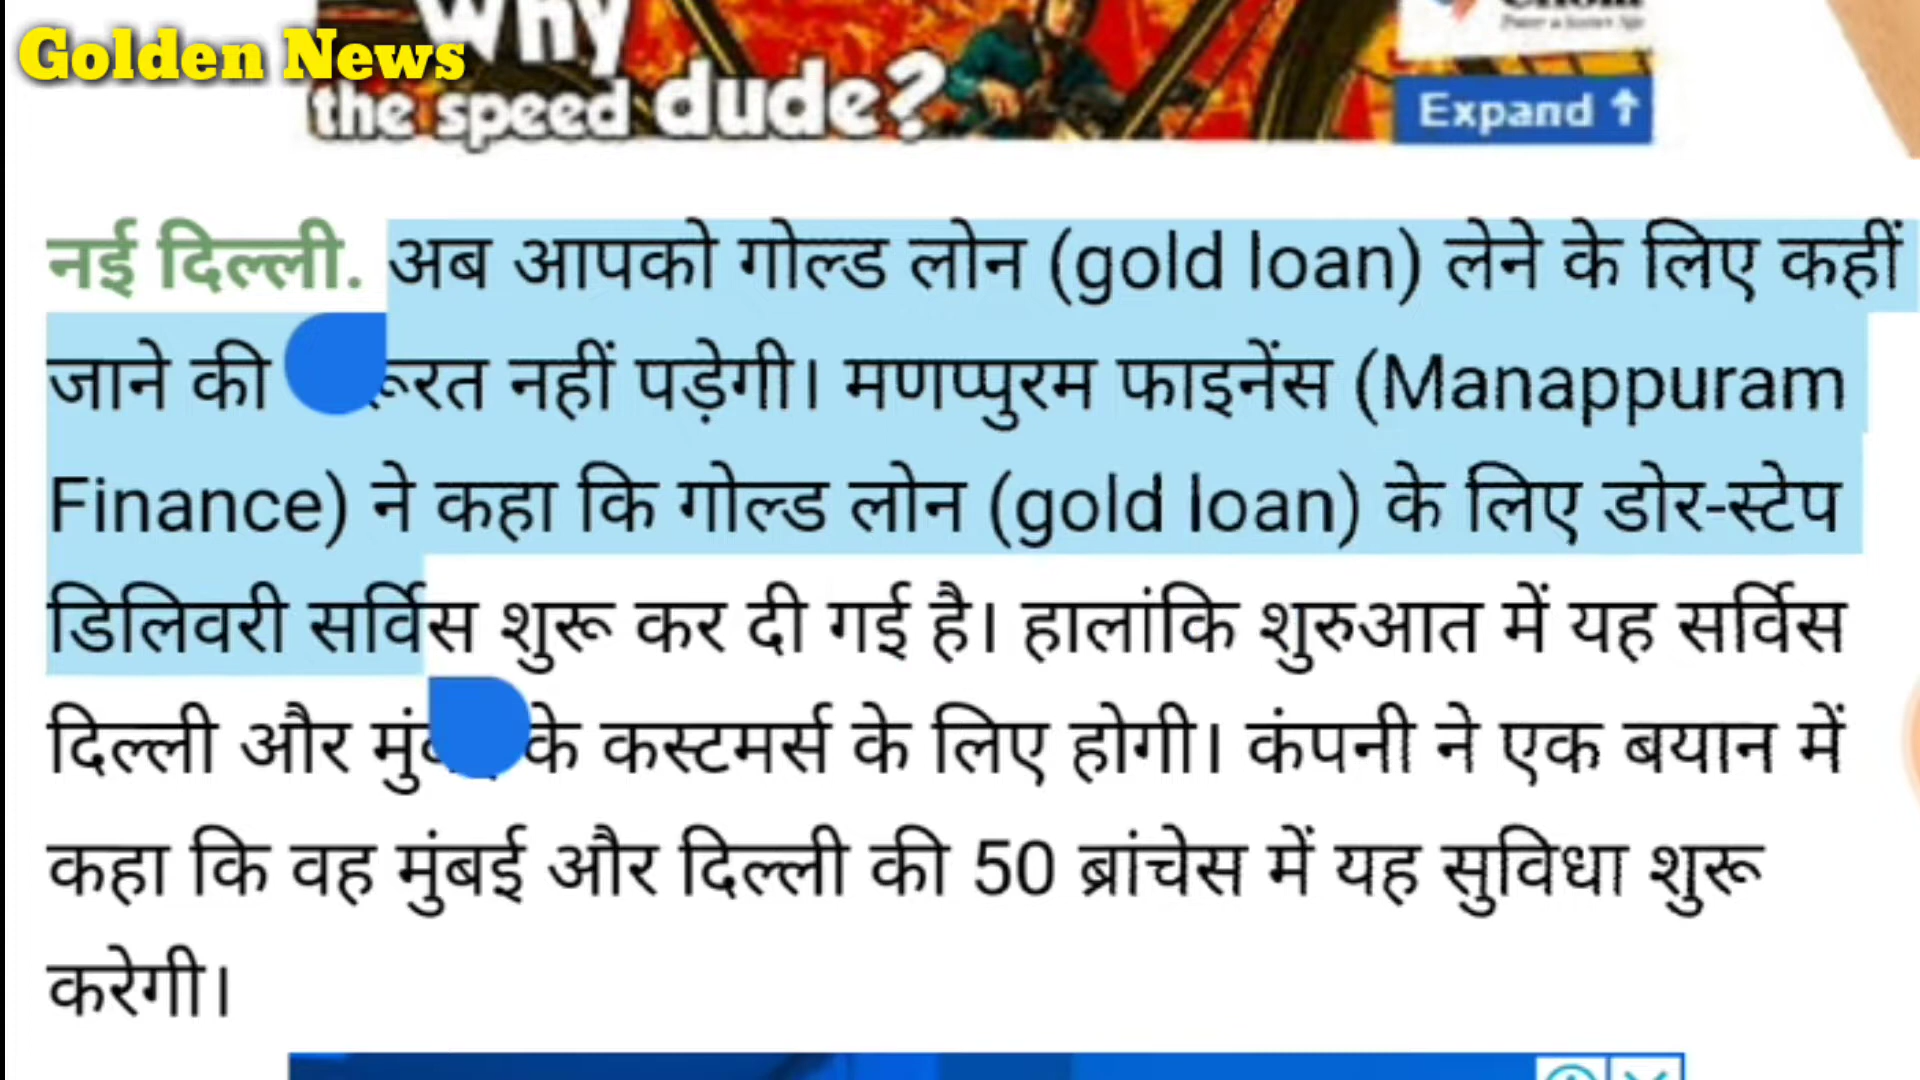 Golden News
Why
the speed dude?
Expand ↑
नई दिल्ली. अब आपको गोल्ड लोन (gold loan) लेने के लिए कहीं
जाने की नहीं पड़ेगी। मणप्पुरम फाइनेंस (Manappuram
Finance) ने कहा कि गोल्ड लोन (gold loan) के लिए डोर-स्टेप
डिलिवरी सर्विस शुरू कर दी गई है। हालांकि शुरुआत में यह सर्विस
दिल्ली और के कस्टमर्स के लिए होगी। कंपनी ने एक बयान में
कहा कि वह मुंबई और दिल्ली की 50 ब्रांचेस में यह सुविधा शुरू
करेगी।